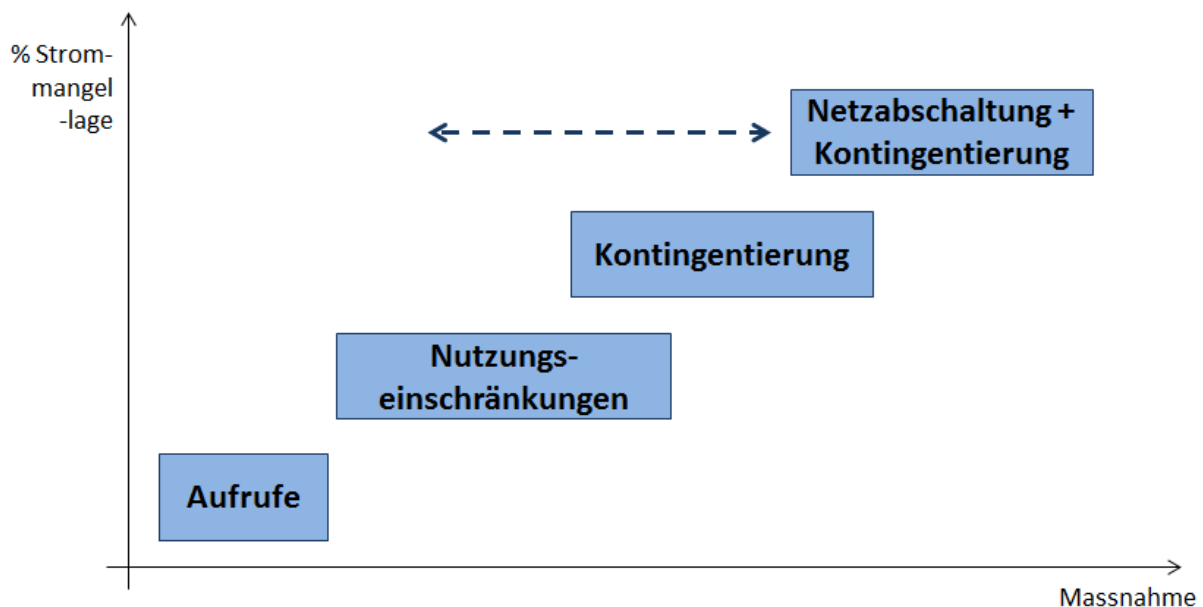 % Strom-
mangel
-lage
Netzabschaltung +
Kontingentierung
Kontingentierung
Nutzungs-
einschränkungen
Aufrufe
Massnahme